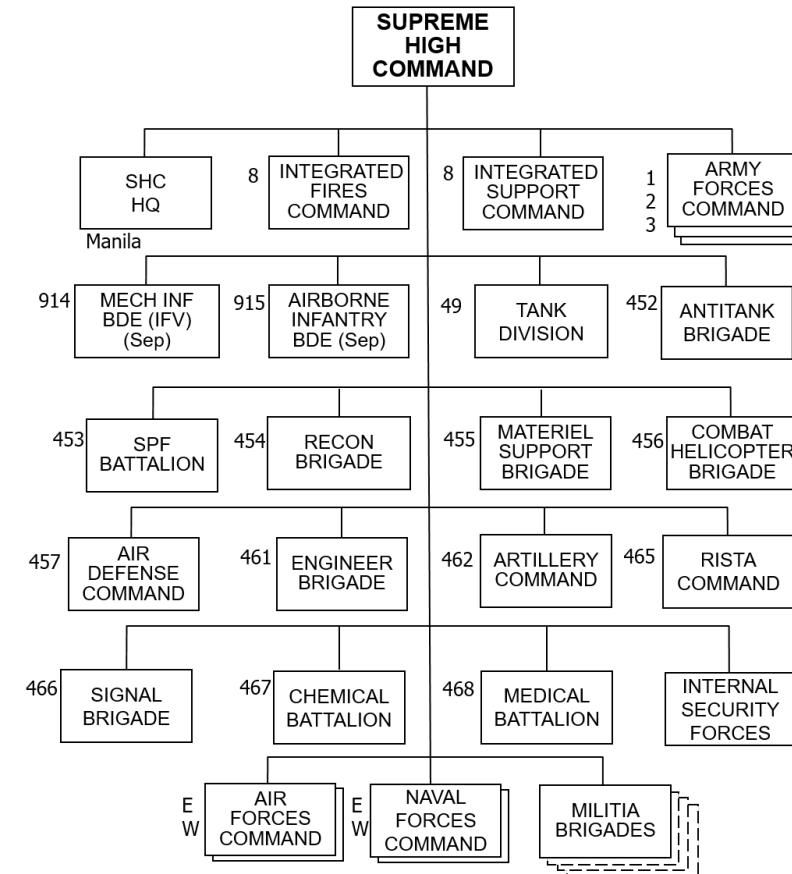 SUPREME
HIGH
COMMAND
SHC
HQ
Manila
8
INTEGRATED
FIRES
COMMAND
8
INTEGRATED
SUPPORT
COMMAND
1
2
3
ARMY
FORCES
COMMAND
914
MECH INF
BDE (IFV)
(Sep)
915
AIRBORNE
INFANTRY
BDE (Sep)
49
TANK
DIVISION
452
ANTITANK
BRIGADE
453
SPF
BATTALION
454
RECON
BRIGADE
455
MATERIEL
SUPPORT
BRIGADE
456
COMBAT
HELICOPTER
BRIGADE
457
AIR
DEFENSE
COMMAND
461
ENGINEER
BRIGADE
462
ARTILLERY
COMMAND
465
RISTA
COMMAND
466
SIGNAL
BRIGADE
467
CHEMICAL
BATTALION
468
MEDICAL
BATTALION
INTERNAL
SECURITY
FORCES
E
W
AIR
FORCES
COMMAND
E
W
NAVAL
FORCES
COMMAND
MILITIA
BRIGADES